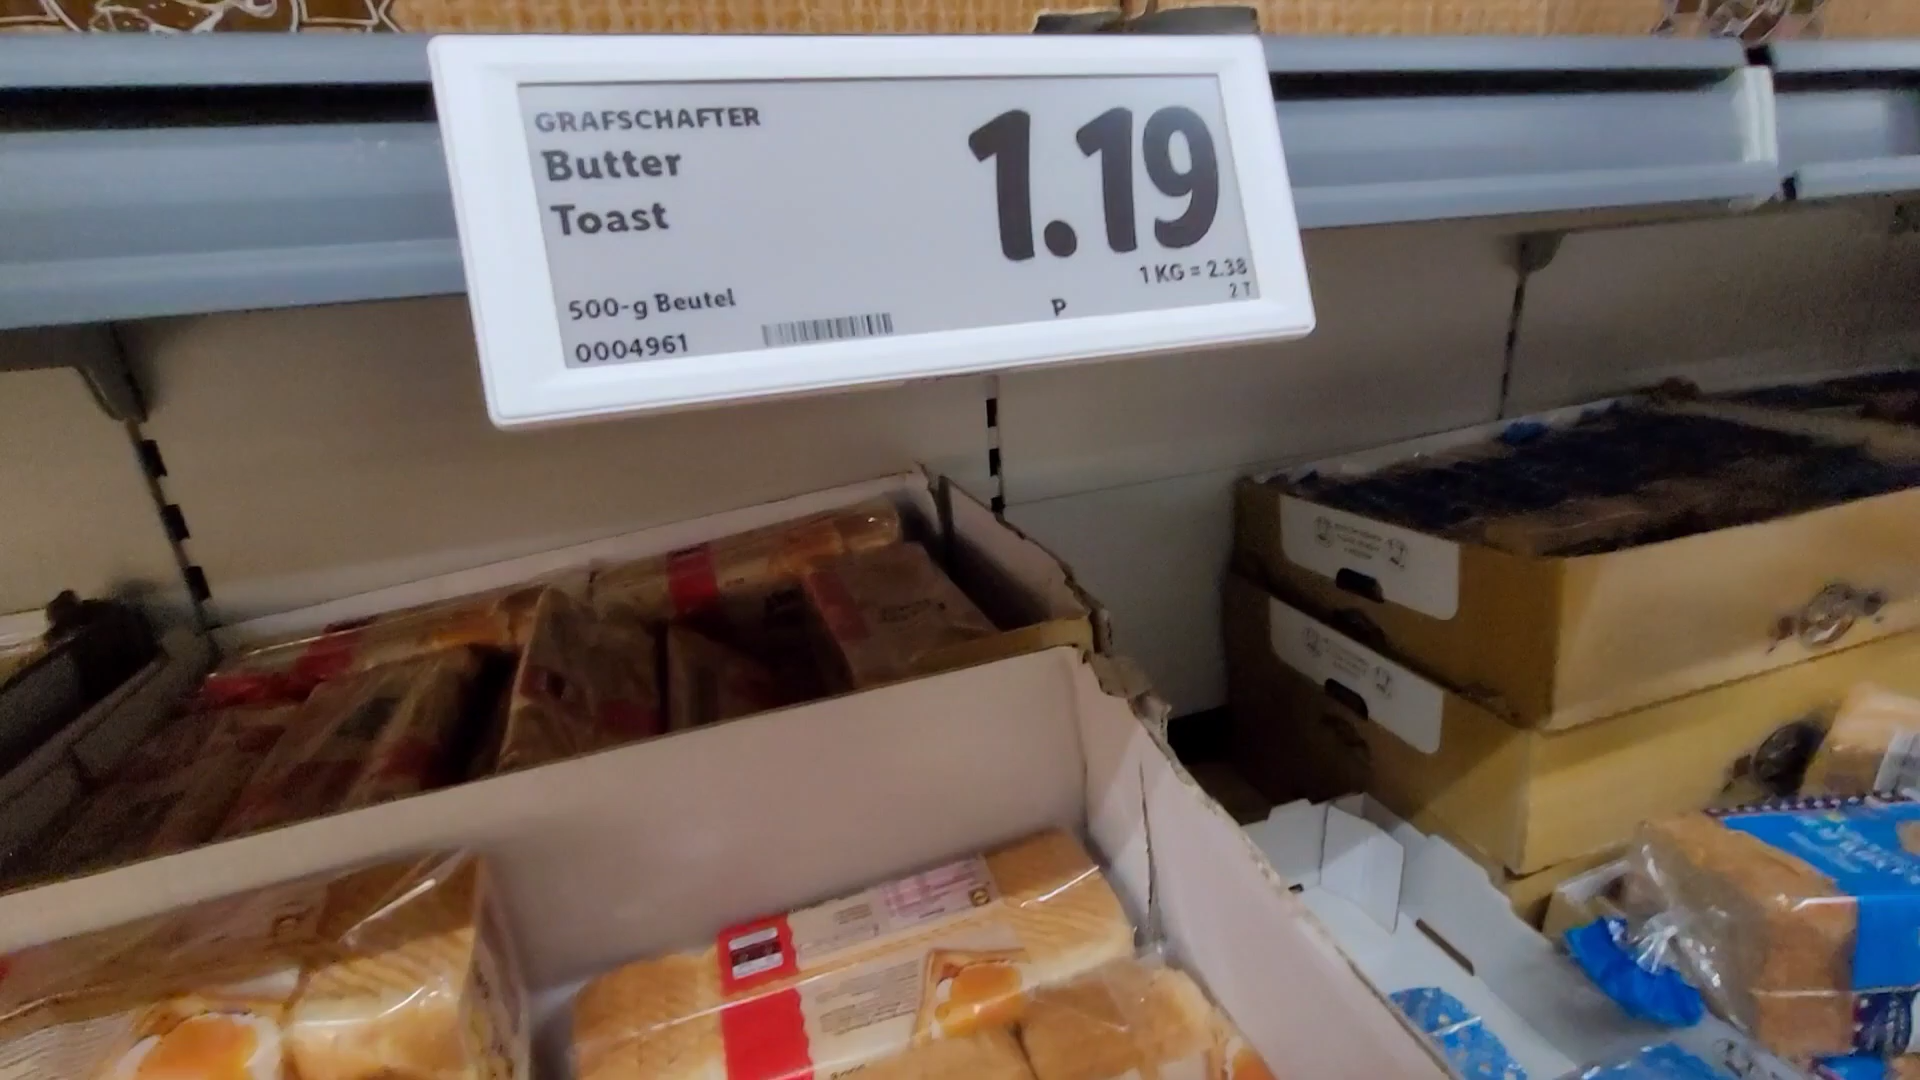 GRAFSCHAFTER
Butter
Toast
1.19
1 KG = 2.38
2 T
500-g Beutel
P
0004961